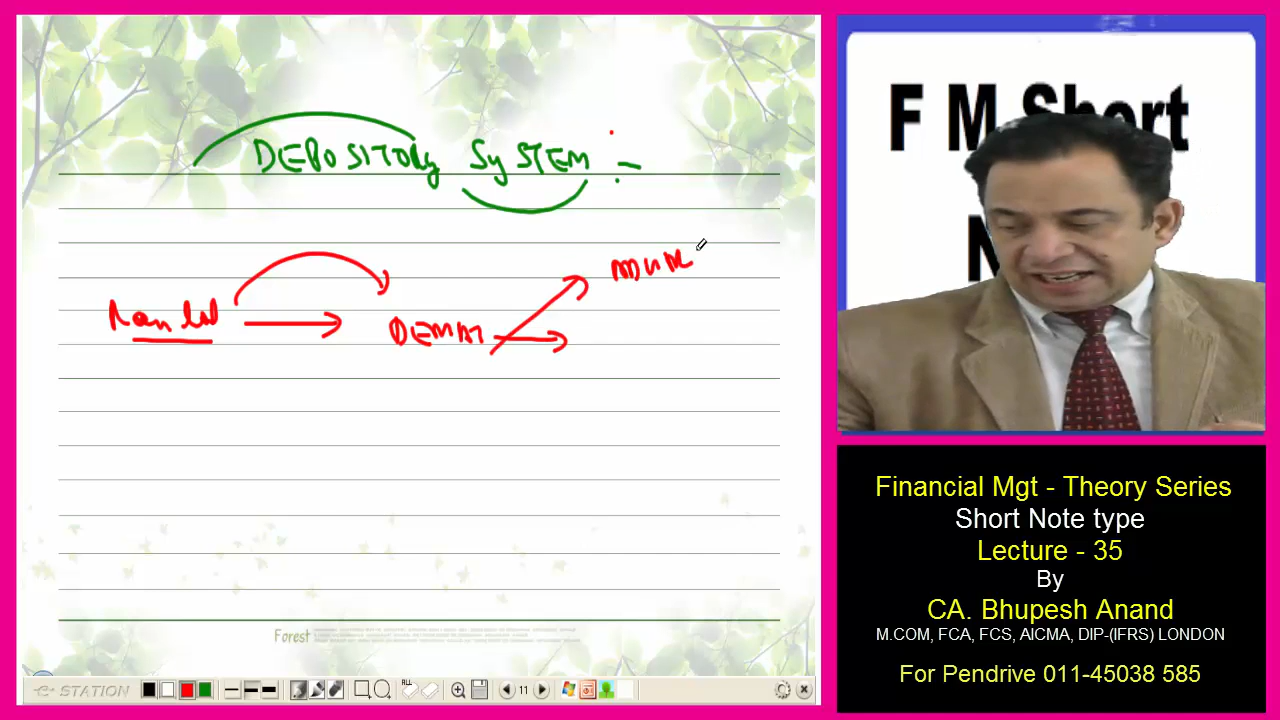 DEPOSITORY SYSTEM :-
DEMAT
Forest
e-STATION
11
F M Short
N
Financial Mgt - Theory Series
Short Note type
Lecture - 35
By
CA. Bhupesh Anand
M.COM, FCA, FCS, AICMA, DIP-(IFRS) LONDON
For Pendrive 011-45038 585